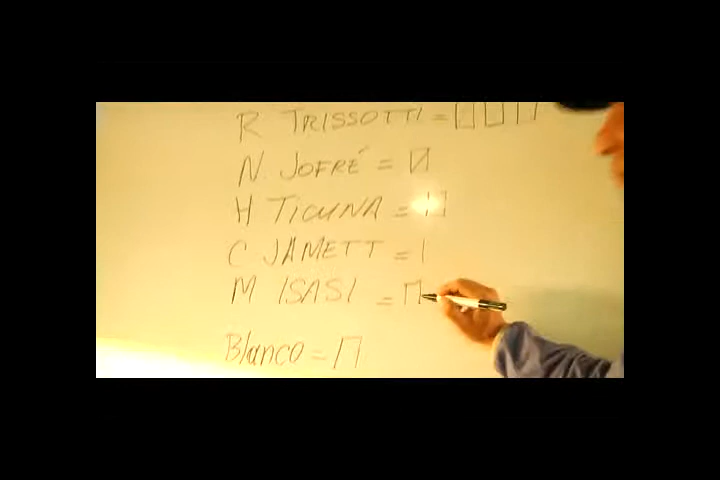 R TRISSOTTI =
N. JOFRÉ =
H TICUNA =
C JAMETT = |
M ISASI =
Blanco =